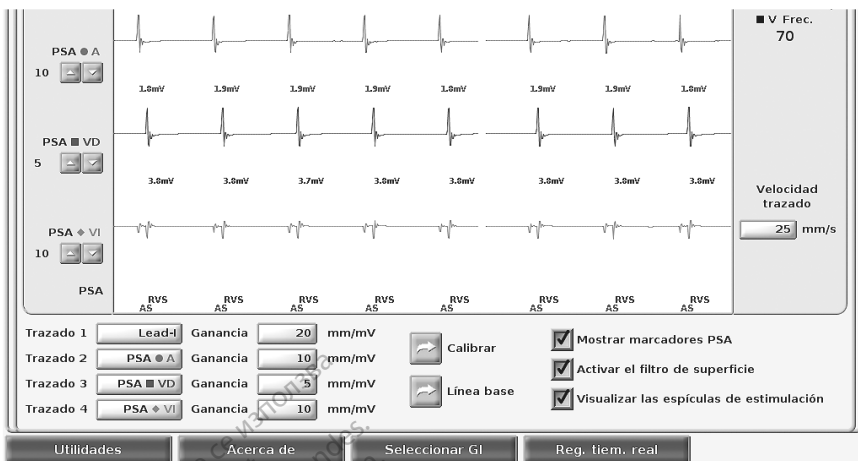 V Frec.
70
PSA A
10
1.8mV 1.9mV 1.9mV 1.9mV 1.8mV 1.9mV 1.9mV 1.8mV
PSA VD
5
3.8mV 3.8mV 3.7mV 3.8mV 3.8mV 3.8mV 3.8mV 3.8mV
Velocidad
trazado
25 mm/s
PSA VI
10
PSA
RVS RVS RVS RVS RVS RVS RVS RVS
AS AS AS AS AS AS AS AS
Trazado 1 Lead-I Ganancia 20 mm/mV
Trazado 2 PSA A Ganancia 10 mm/mV
Trazado 3 PSA VD Ganancia 5 mm/mV
Trazado 4 PSA VI Ganancia 10 mm/mV
Calibrar
Línea base
Mostrar marcadores PSA
Activar el filtro de superficie
Visualizar las espículas de estimulación
Utilidades Acerca de Seleccionar GI Reg. tiem. real